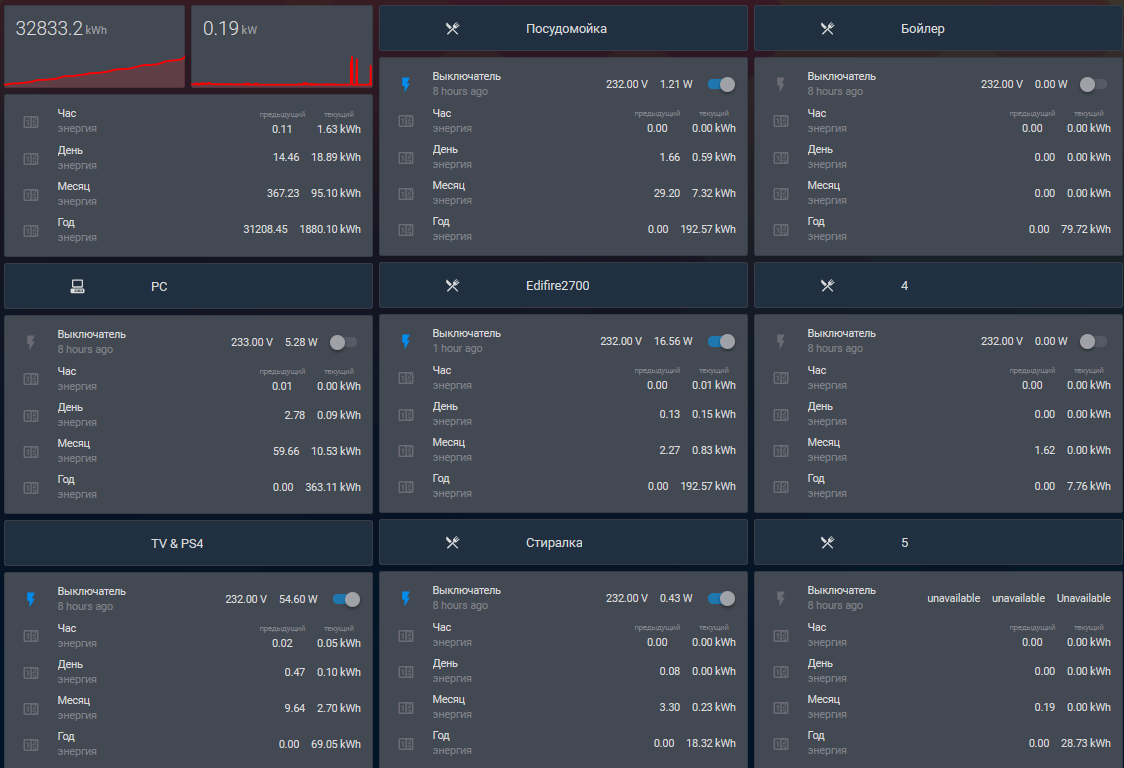 32833.2 kWh
0.19 kW
Час предыдущий текущий
энергия 0.11 1.63 kWh
День 14.46 18.89 kWh
энергия
Месяц 367.23 95.10 kWh
энергия
Год 31208.45 1880.10 kWh
энергия
Посудомойка
Выключатель 232.00 V 1.21 W
8 hours ago
Час предыдущий текущий
энергия 0.00 0.00 kWh
День 1.66 0.59 kWh
энергия
Месяц 29.20 7.32 kWh
энергия
Год 0.00 192.57 kWh
энергия
Бойлер
Выключатель 232.00 V 0.00 W
8 hours ago
Час предыдущий текущий
энергия 0.00 0.00 kWh
День 0.00 0.00 kWh
энергия
Месяц 0.00 0.00 kWh
энергия
Год 0.00 79.72 kWh
энергия
PC
Выключатель 233.00 V 5.28 W
8 hours ago
Час предыдущий текущий
энергия 0.01 0.00 kWh
День 2.78 0.09 kWh
энергия
Месяц 59.66 10.53 kWh
энергия
Год 0.00 363.11 kWh
энергия
Edifire2700
Выключатель 232.00 V 16.56 W
1 hour ago
Час предыдущий текущий
энергия 0.00 0.01 kWh
День 0.13 0.15 kWh
энергия
Месяц 2.27 0.83 kWh
энергия
Год 0.00 192.57 kWh
энергия
4
Выключатель 232.00 V 0.00 W
8 hours ago
Час предыдущий текущий
энергия 0.00 0.00 kWh
День 0.00 0.00 kWh
энергия
Месяц 1.62 0.00 kWh
энергия
Год 0.00 7.76 kWh
энергия
TV & PS4
Выключатель 232.00 V 54.60 W
8 hours ago
Час предыдущий текущий
энергия 0.02 0.05 kWh
День 0.47 0.10 kWh
энергия
Месяц 9.64 2.70 kWh
энергия
Год 0.00 69.05 kWh
энергия
Стиралка
Выключатель 232.00 V 0.43 W
8 hours ago
Час предыдущий текущий
энергия 0.00 0.00 kWh
День 0.08 0.00 kWh
энергия
Месяц 3.30 0.23 kWh
энергия
Год 0.00 18.32 kWh
энергия
5
Выключатель unavailable unavailable Unavailable
8 hours ago
Час предыдущий текущий
энергия 0.00 0.00 kWh
День 0.00 0.00 kWh
энергия
Месяц 0.19 0.00 kWh
энергия
Год 0.00 28.73 kWh
энергия